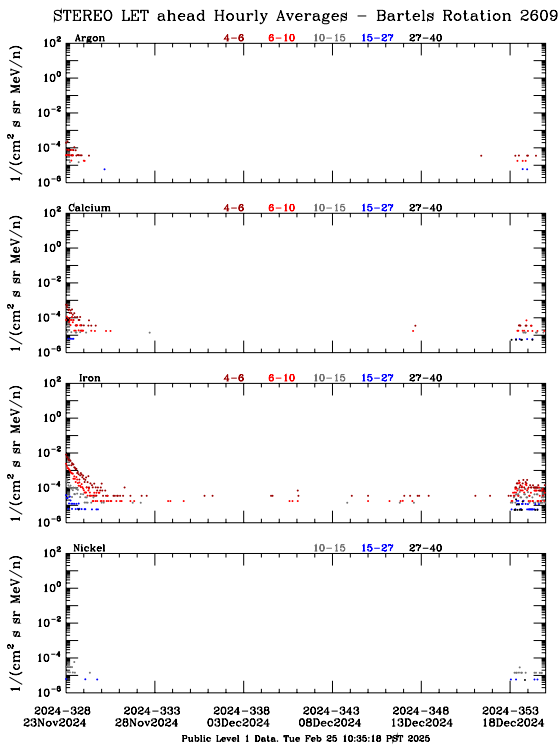 STEREO LET ahead Hourly Averages - Bartels Rotation 2609
Argon 4-6 6-10 10-15 15-27 27-40
10^2
10^0
10^-2
10^-4
10^-6
1/(cm^2 s sr MeV/n)
Calcium 4-6 6-10 10-15 15-27 27-40
10^2
10^0
10^-2
10^-4
10^-6
1/(cm^2 s sr MeV/n)
Iron 4-6 6-10 10-15 15-27 27-40
10^2
10^0
10^-2
10^-4
10^-6
1/(cm^2 s sr MeV/n)
Nickel 10-15 15-27 27-40
10^2
10^0
10^-2
10^-4
10^-6
1/(cm^2 s sr MeV/n)
2024-328 2024-333 2024-338 2024-343 2024-348 2024-353
23Nov2024 28Nov2024 03Dec2024 08Dec2024 13Dec2024 18Dec2024
Public Level 1 Data. Tue Feb 25 10:35:18 PST 2025